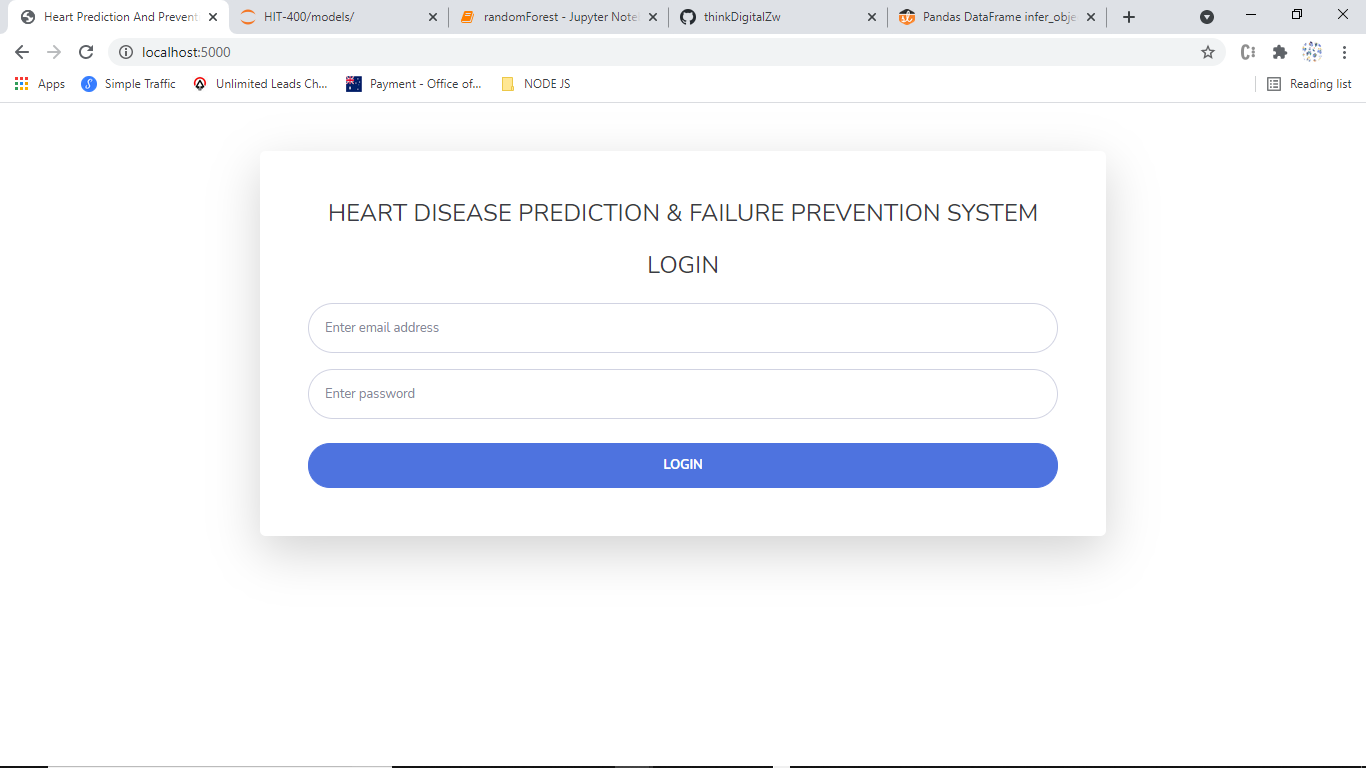 Heart Prediction And Prevent
HIT-400/models/
randomForest - Jupyter Note
thinkDigitalZw
Pandas DataFrame infer_obje
localhost:5000
Apps
Simple Traffic
Unlimited Leads Ch...
Payment - Office of...
NODE JS
Reading list
HEART DISEASE PREDICTION & FAILURE PREVENTION SYSTEM
LOGIN
Enter email address
Enter password
LOGIN